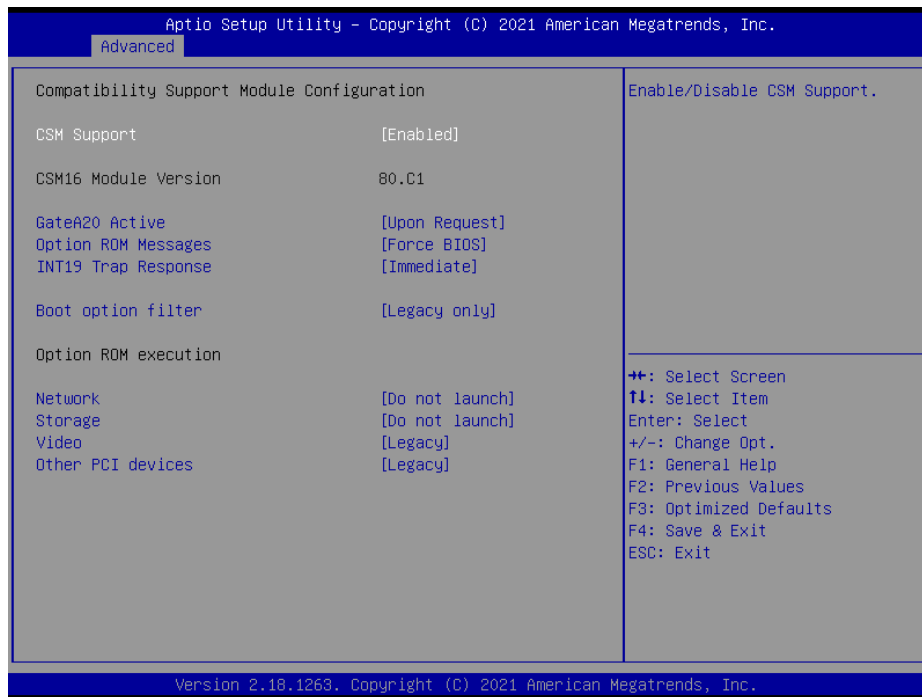 Aptio Setup Utility – Copyright (C) 2021 American Megatrends, Inc.
Advanced
Compatibility Support Module Configuration
CSM Support [Enabled]
CSM16 Module Version 80.C1
GateA20 Active [Upon Request]
Option ROM Messages [Force BIOS]
INT19 Trap Response [Immediate]
Boot option filter [Legacy only]
Option ROM execution
Network [Do not launch]
Storage [Do not launch]
Video [Legacy]
Other PCI devices [Legacy]
Enable/Disable CSM Support.
→←: Select Screen
↑↓: Select Item
Enter: Select
+/-: Change Opt.
F1: General Help
F2: Previous Values
F3: Optimized Defaults
F4: Save & Exit
ESC: Exit
Version 2.18.1263. Copyright (C) 2021 American Megatrends, Inc.